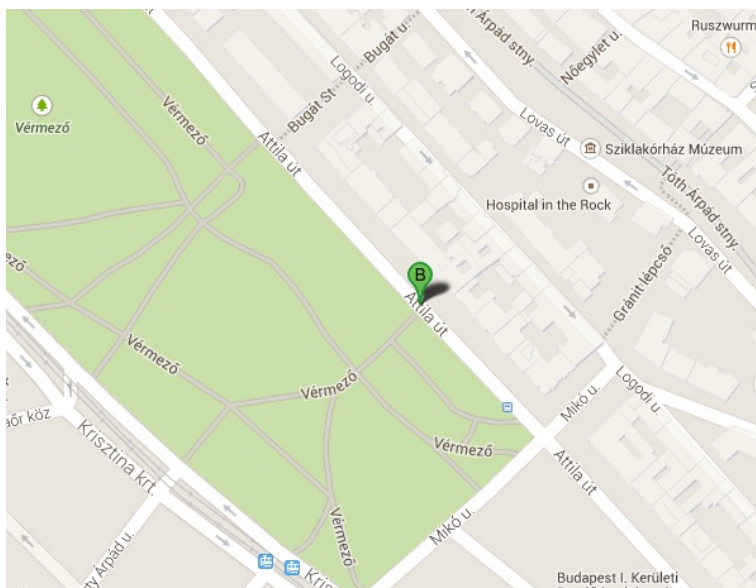 Ruszwurm
Bugát u.
Nőegylet u.
Tóth Árpád stny.
Logodi u.
Vérmező
Bugát St
Vérmező
Lovas út
Attila út
Sziklakórház Múzeum
Hospital in the Rock
Tóth Árpád stny.
Lovas út
Gránit lépcső
B
Attila út
Vérmező
Vérmező
Mikó u.
Logodi u.
Vérmező
Krisztina krt.
Attila út
Mikó u.
Vérmező
Budapest I. Kerületi